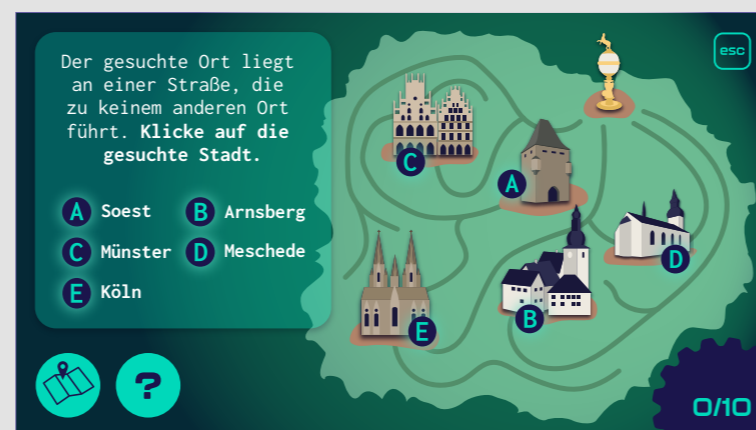 Der gesuchte Ort liegt
an einer Straße, die
zu keinem anderen Ort
führt. Klicke auf die
gesuchte Stadt.
A Soest B Arnsberg
C Münster D Meschede
E Köln
esc
C
A
D
B
E
?
0/10